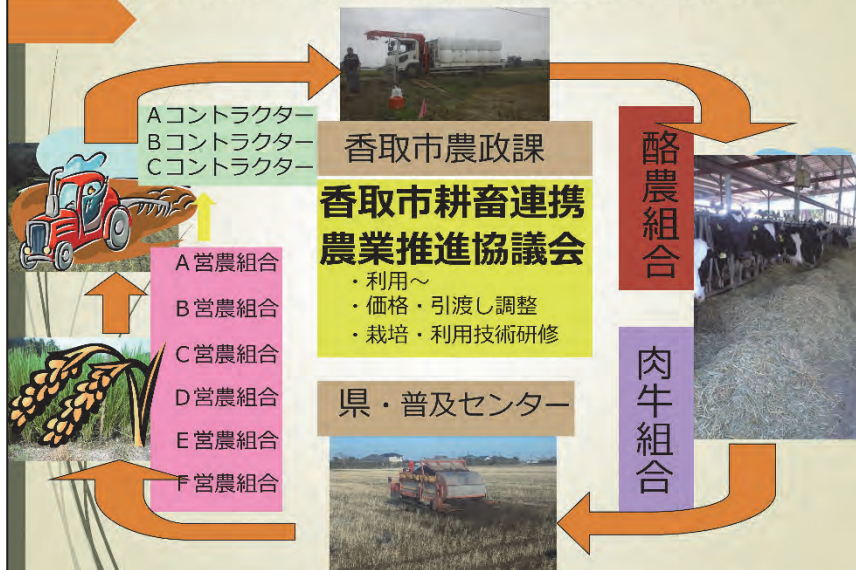 Aコントラクター
Bコントラクター
Cコントラクター
香取市農政課
香取市耕畜連携
農業推進協議会
・利用～
・価格・引渡し調整
・栽培・利用技術研修
酪農組合
肉牛組合
A営農組合
B営農組合
C営農組合
D営農組合
E営農組合
F営農組合
県・普及センター